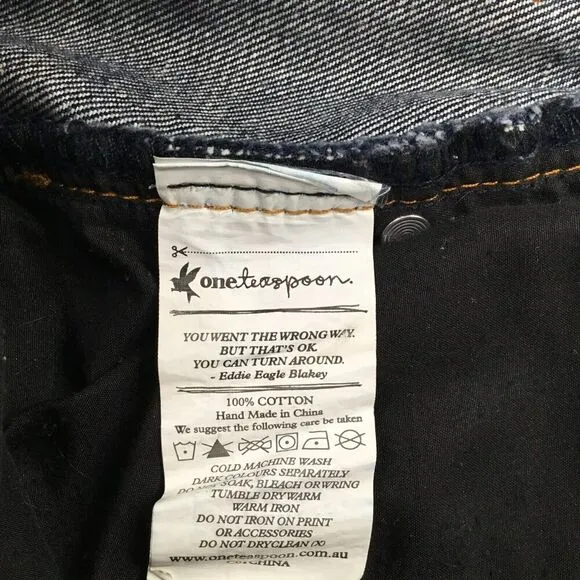 oneteaspoon.
YOU WENT THE WRONG WAY.
BUT THAT'S OK.
YOU CAN TURN AROUND.
- Eddie Eagle Blakey
100% COTTON
Hand Made in China
We suggest the following care be taken
COLD MACHINE WASH
DARK COLOURS SEPARATELY
DO NOT SOAK, BLEACH OR WRING
TUMBLE DRY WARM
WARM IRON
DO NOT IRON ON PRINT
OR ACCESSORIES
DO NOT DRYCLEAN (X)
www.oneteaspoon.com.au
CHINA